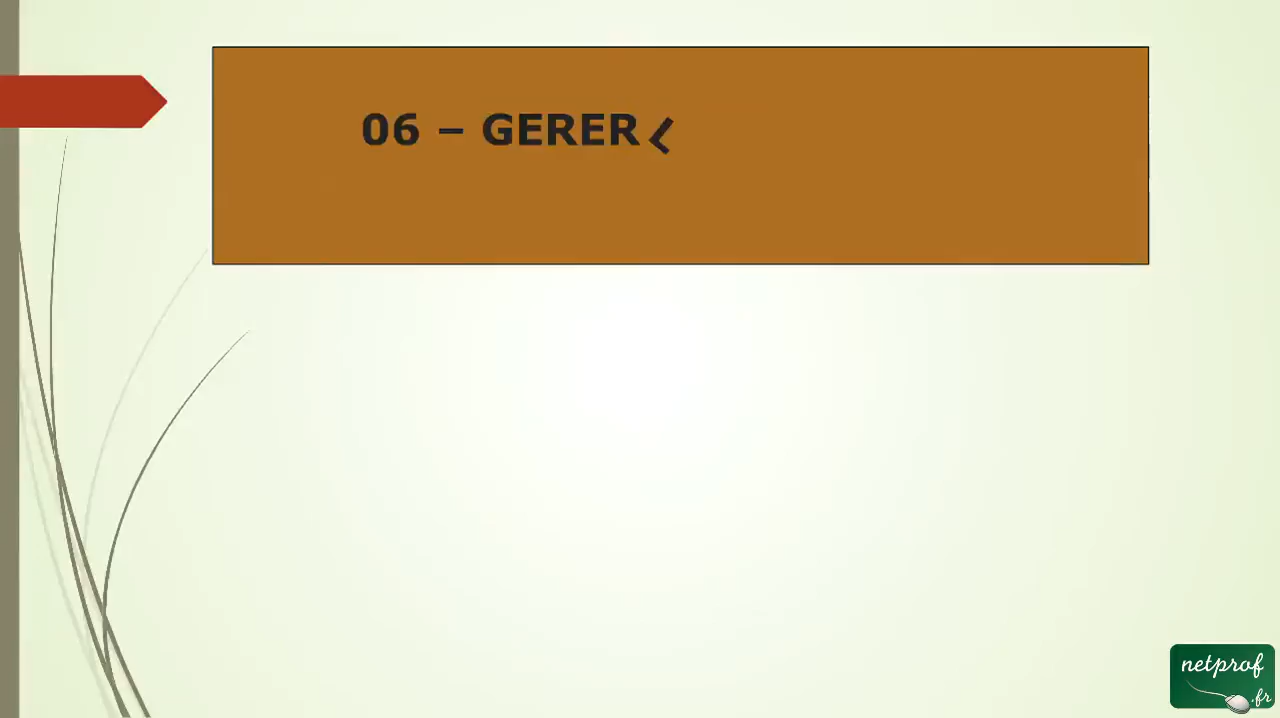 06 – GERER
netprof
.fr